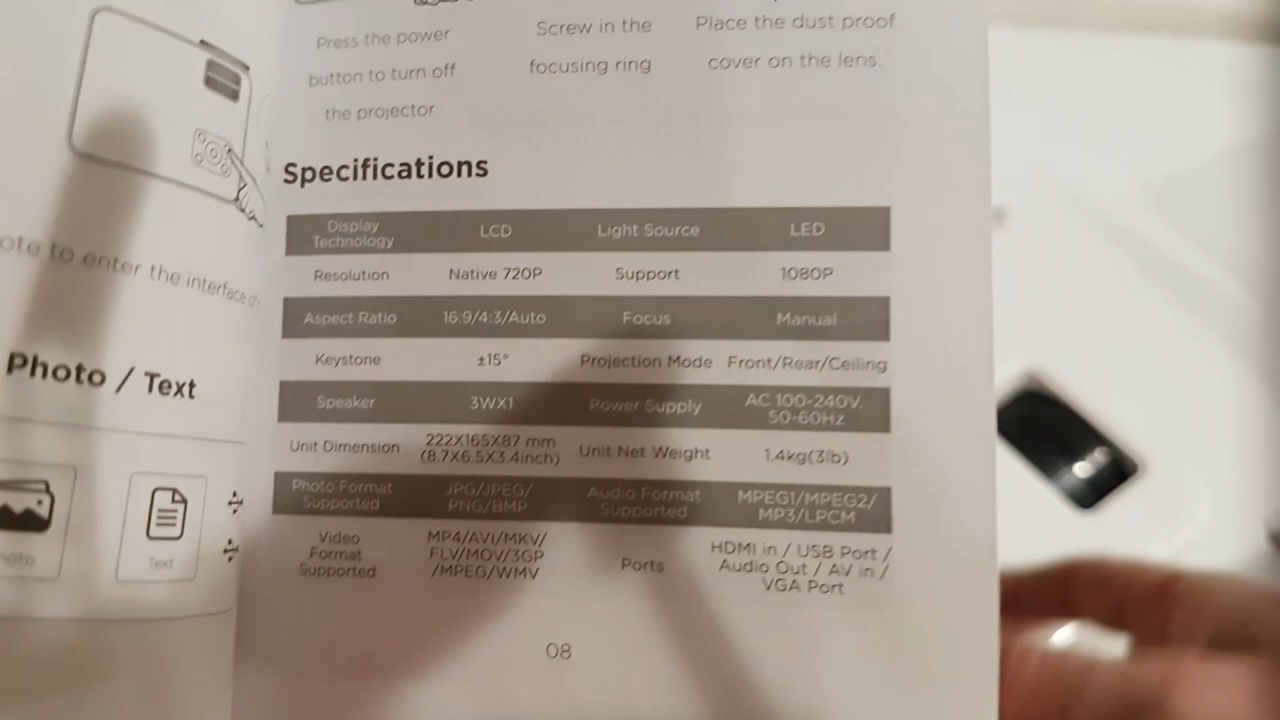 Press the power
button to turn off
the projector
Screw in the
focusing ring
Place the dust proof
cover on the lens.
ote to enter the interface
Photo / Text
Text
Specifications
Display Technology LCD Light Source LED
Resolution Native 720P Support 1080P
Aspect Ratio 16:9/4:3/Auto Focus Manual
Keystone ±15° Projection Mode Front/Rear/Ceiling
Speaker 3WX1 Power Supply AC 100-240V, 50-60Hz
Unit Dimension 222X165X87 mm (8.7X6.5X3.4inch) Unit Net Weight 1.4kg(3lb)
Photo Format Supported JPG/JPEG/ PNG/BMP Audio Format Supported MPEG1/MPEG2/ MP3/LPCM
Video Format Supported MP4/AVI/MKV/ FLV/MOV/3GP /MPEG/WMV Ports HDMI in / USB Port / Audio Out / AV in / VGA Port
08